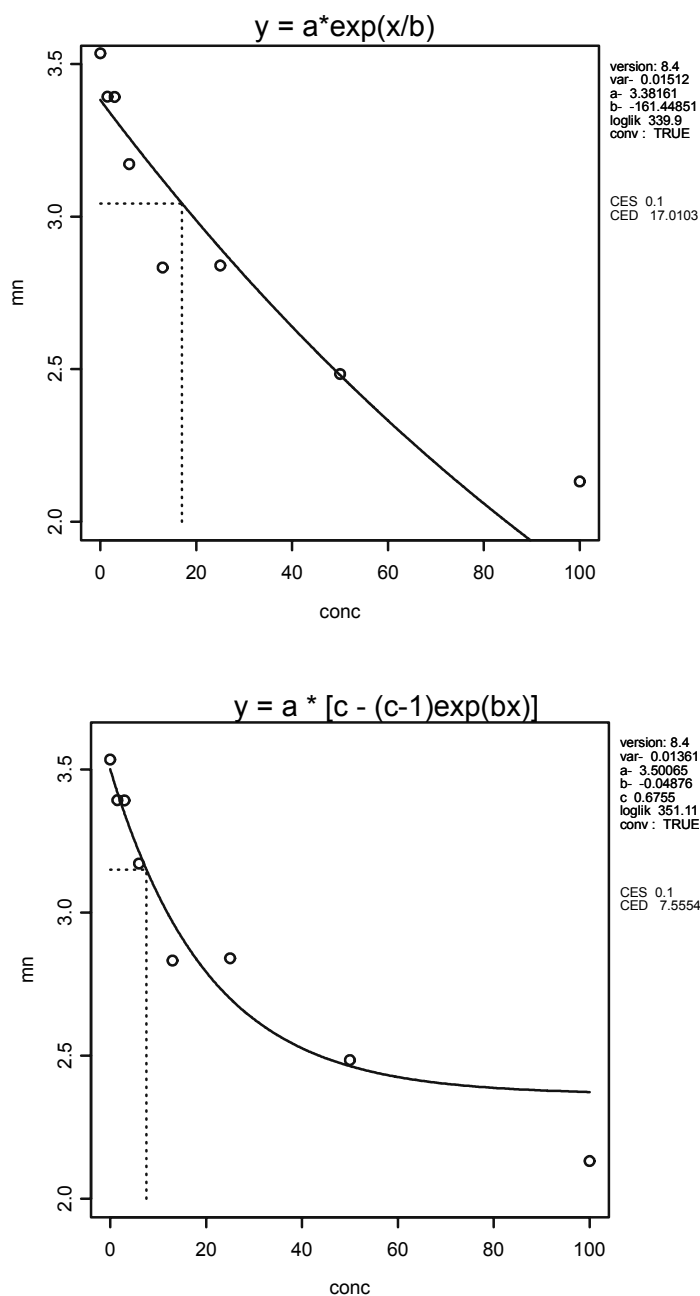 y = a*exp(x/b)
3.5
3.0
2.5
2.0
mn
0 20 40 60 80 100
conc
version: 8.4
var- 0.01512
a- 3.38161
b- -161.44851
loglik 339.9
conv : TRUE
CES 0.1
CED 17.0103
y = a * [c - (c-1)exp(bx)]
3.5
3.0
2.5
2.0
mn
0 20 40 60 80 100
conc
version: 8.4
var- 0.01361
a- 3.50065
b- -0.04876
c 0.6755
loglik 351.11
conv : TRUE
CES 0.1
CED 7.5554